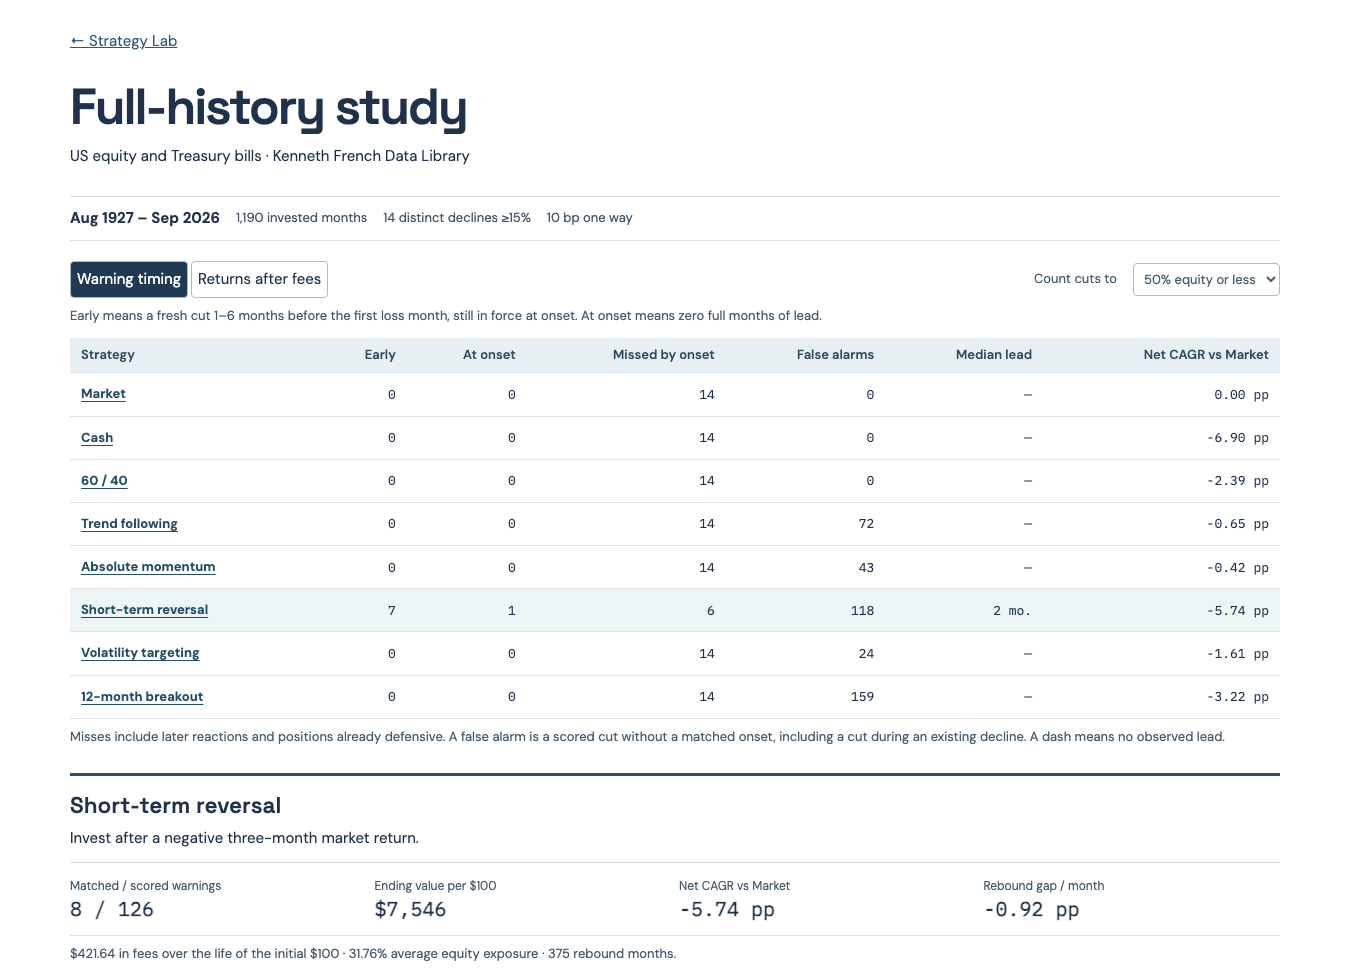 ← Strategy Lab
Full-history study
US equity and Treasury bills · Kenneth French Data Library
Aug 1927 – Sep 2026 1,190 invested months 14 distinct declines ≥15% 10 bp one way
Warning timing Returns after fees Count cuts to 50% equity or less
Early means a fresh cut 1–6 months before the first loss month, still in force at onset. At onset means zero full months of lead.
Strategy Early At onset Missed by onset False alarms Median lead Net CAGR vs Market
Market 0 0 14 0 – 0.00 pp
Cash 0 0 14 0 – -6.90 pp
60 / 40 0 0 14 0 – -2.39 pp
Trend following 0 0 14 72 – -0.65 pp
Absolute momentum 0 0 14 43 – -0.42 pp
Short-term reversal 7 1 6 118 2 mo. -5.74 pp
Volatility targeting 0 0 14 24 – -1.61 pp
12-month breakout 0 0 14 159 – -3.22 pp
Misses include later reactions and positions already defensive. A false alarm is a scored cut without a matched onset, including a cut during an existing decline. A dash means no observed lead.
Short-term reversal
Invest after a negative three-month market return.
Matched / scored warnings Ending value per $100 Net CAGR vs Market Rebound gap / month
8 / 126 $7,546 -5.74 pp -0.92 pp
$421.64 in fees over the life of the initial $100 · 31.76% average equity exposure · 375 rebound months.